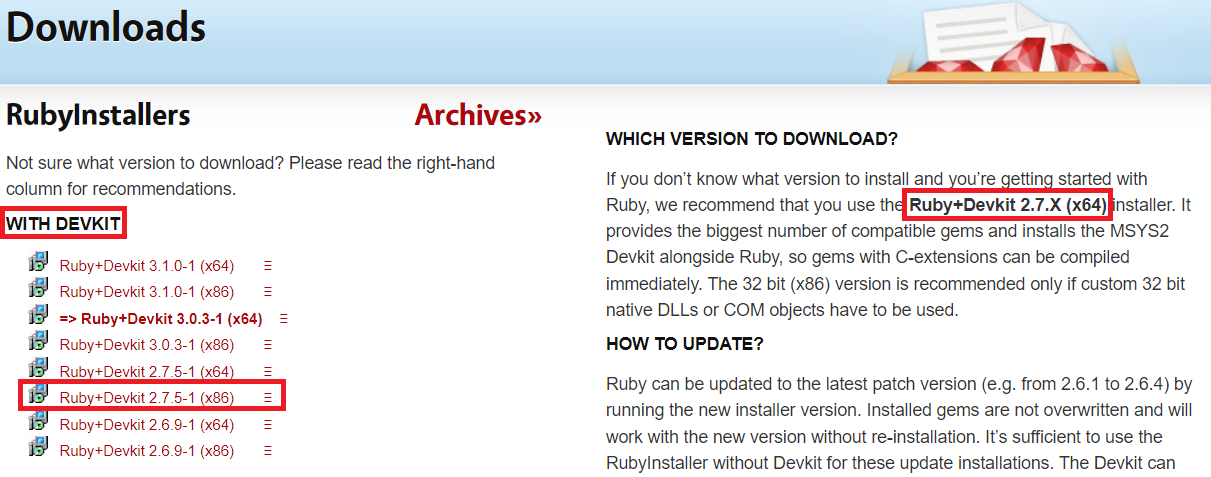 Downloads
RubyInstallers
Archives»
Not sure what version to download? Please read the right-hand
column for recommendations.
WITH DEVKIT
Ruby+Devkit 3.1.0-1 (x64)
Ruby+Devkit 3.1.0-1 (x86)
=> Ruby+Devkit 3.0.3-1 (x64)
Ruby+Devkit 3.0.3-1 (x86)
Ruby+Devkit 2.7.5-1 (x64)
Ruby+Devkit 2.7.5-1 (x86)
Ruby+Devkit 2.6.9-1 (x64)
Ruby+Devkit 2.6.9-1 (x86)
WHICH VERSION TO DOWNLOAD?
If you don’t know what version to install and you’re getting started with
Ruby, we recommend that you use the Ruby+Devkit 2.7.X (x64) installer. It
provides the biggest number of compatible gems and installs the MSYS2
Devkit alongside Ruby, so gems with C-extensions can be compiled
immediately. The 32 bit (x86) version is recommended only if custom 32 bit
native DLLs or COM objects have to be used.
HOW TO UPDATE?
Ruby can be updated to the latest patch version (e.g. from 2.6.1 to 2.6.4) by
running the new installer version. Installed gems are not overwritten and will
work with the new version without re-installation. It’s sufficient to use the
RubyInstaller without Devkit for these update installations. The Devkit can